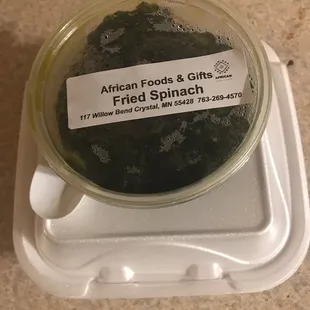 African Foods & Gifts
Fried Spinach
117 Willow Bend Crystal, MN 55428 763-269-4570